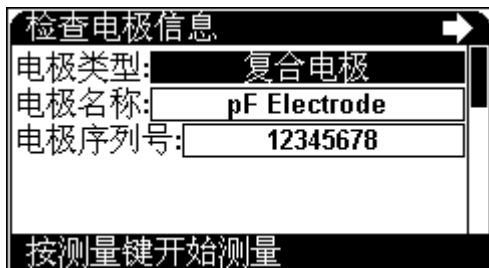 检查电极信息
电极类型:复合电极
电极名称:pF Electrode
电极序列号:12345678
按测量键开始测量